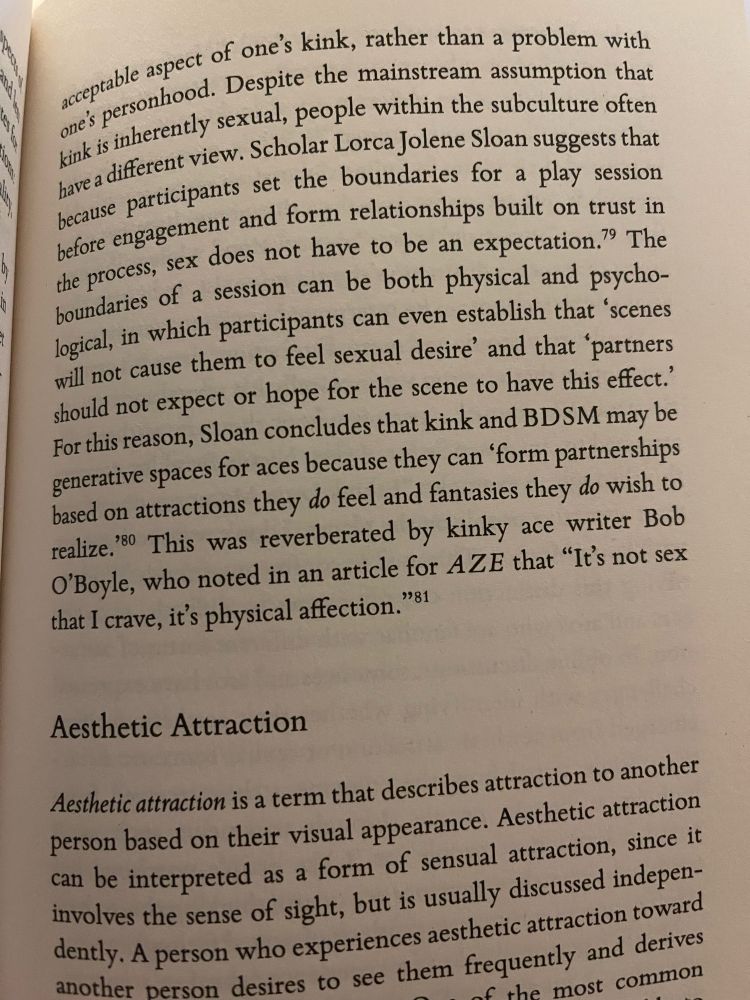 acceptable aspect of one's kink, rather than a problem with
one's personhood. Despite the mainstream assumption that
kink is inherently sexual, people within the subculture often
have a different view. Scholar Lorca Jolene Sloan suggests that
because participants set the boundaries for a play session
before engagement and form relationships built on trust in
the process, sex does not have to be an expectation.⁷⁹ The
boundaries of a session can be both physical and psycho-
logical, in which participants can even establish that ‘scenes
will not cause them to feel sexual desire’ and that ‘partners
should not expect or hope for the scene to have this effect.’
For this reason, Sloan concludes that kink and BDSM may be
generative spaces for aces because they can ‘form partnerships
based on attractions they do feel and fantasies they do wish to
realize.’⁸⁰ This was reverberated by kinky ace writer Bob
O’Boyle, who noted in an article for AZE that “It’s not sex
that I crave, it’s physical affection.”⁸¹
Aesthetic Attraction
Aesthetic attraction is a term that describes attraction to another
person based on their visual appearance. Aesthetic attraction
can be interpreted as a form of sensual attraction, since it
involves the sense of sight, but is usually discussed indepen-
dently. A person who experiences aesthetic attraction toward
another person desires to see them frequently and derives
of the most common